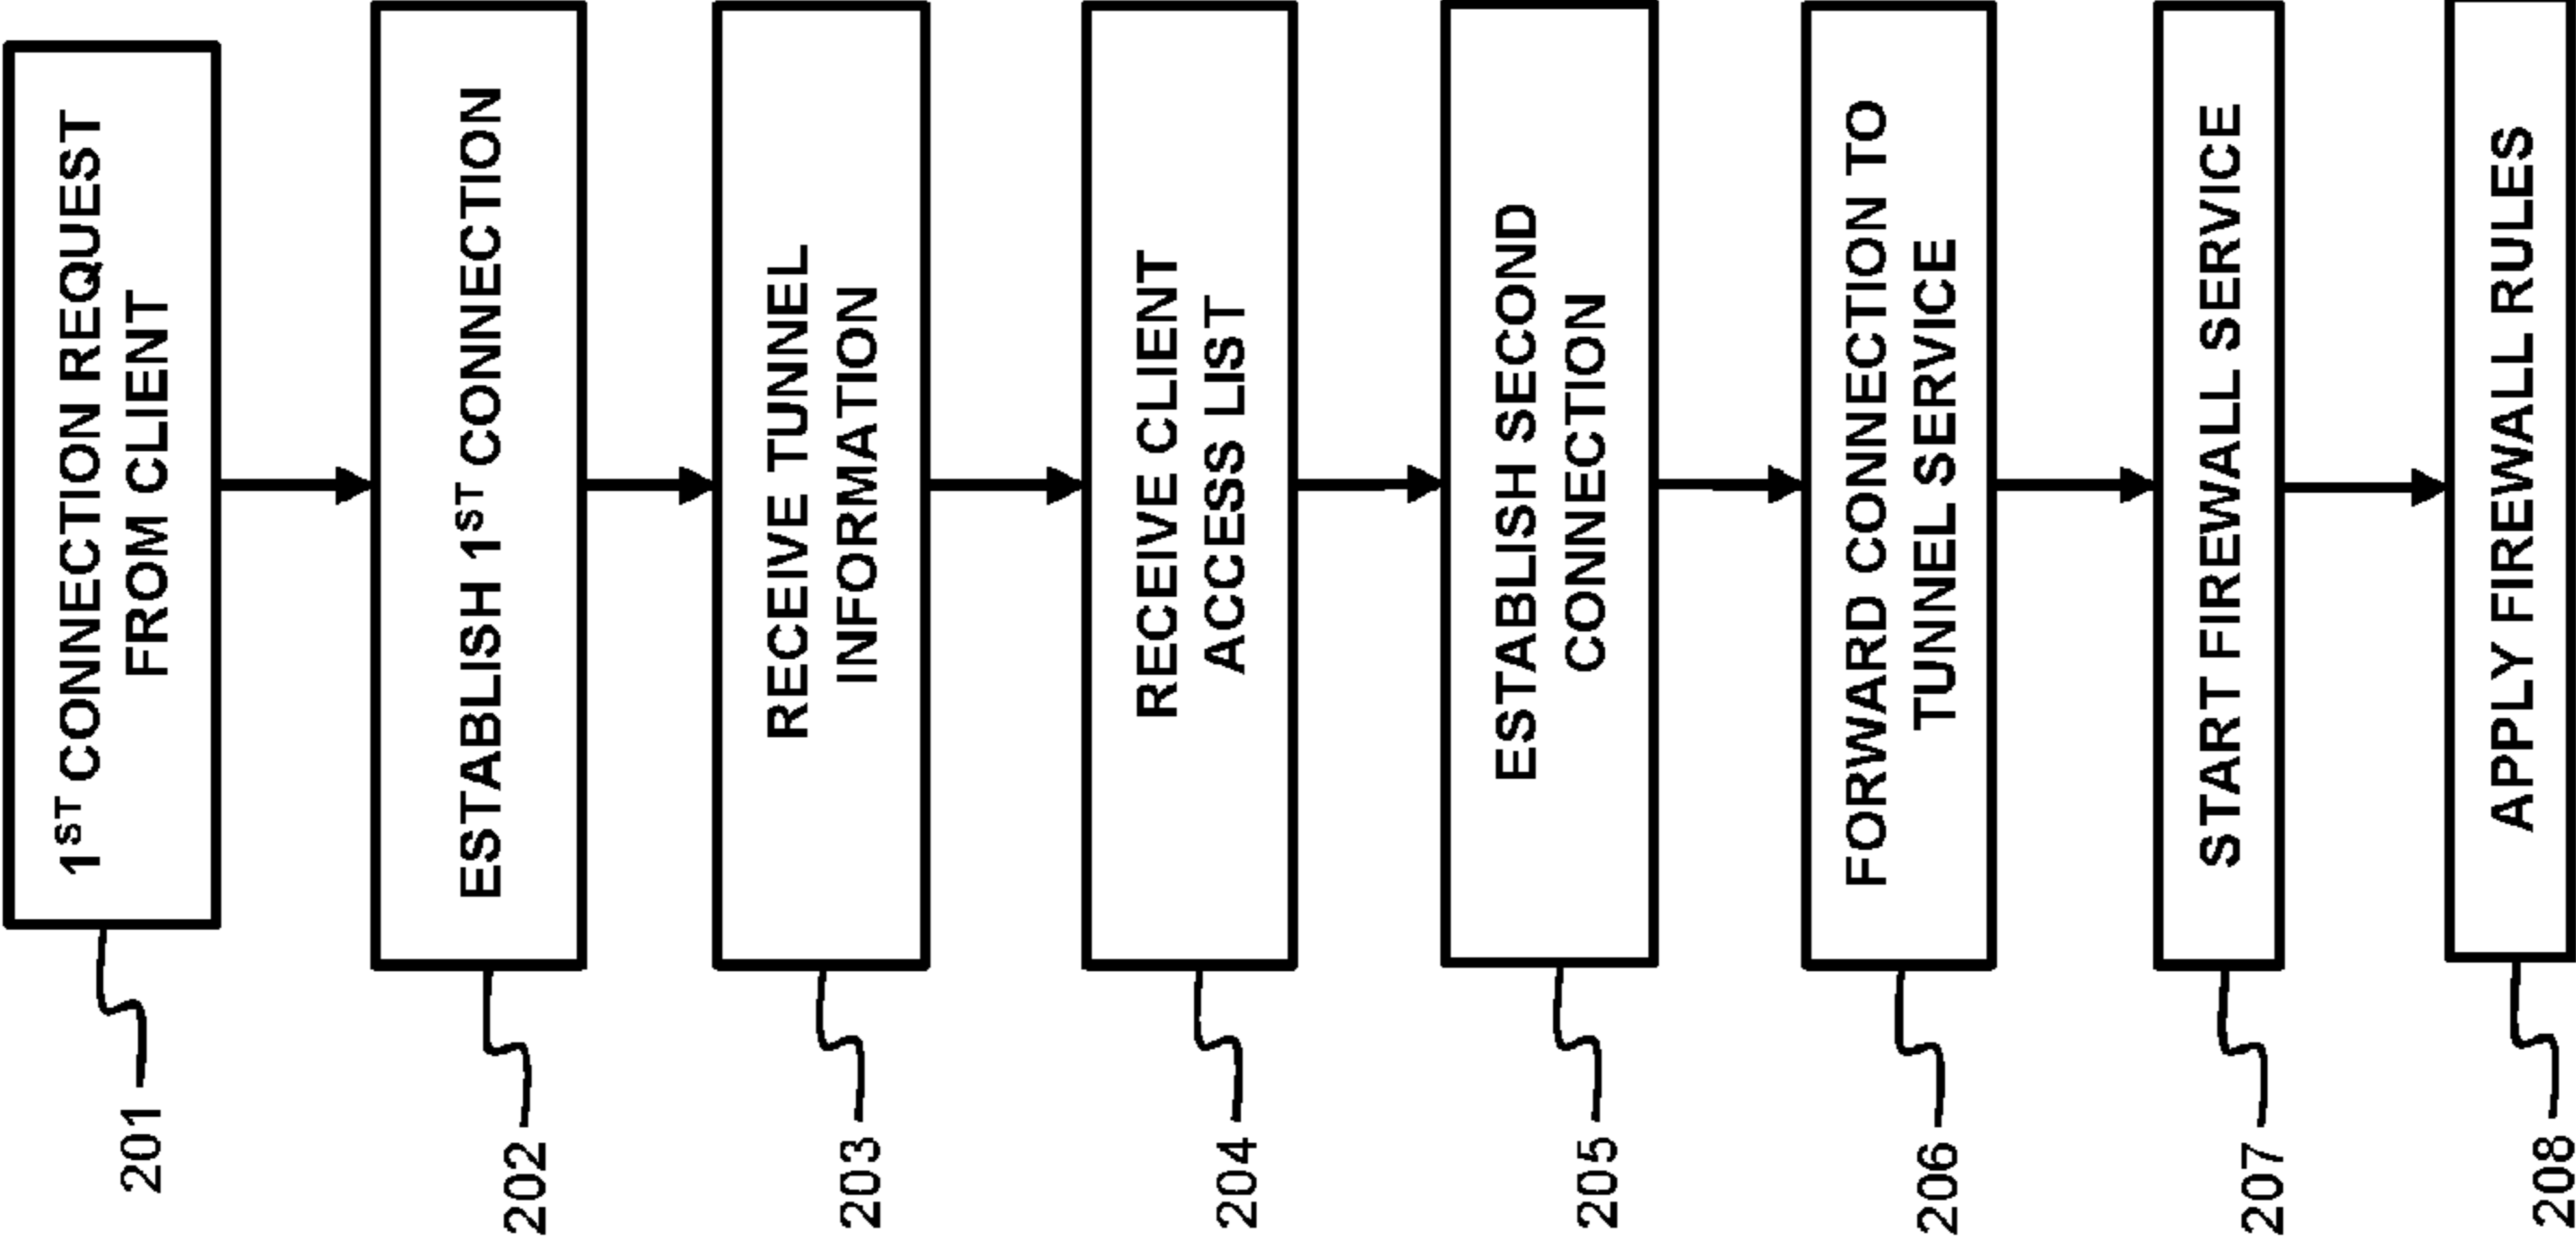 201
1ST CONNECTION REQUEST
FROM CLIENT
202
ESTABLISH 1ST CONNECTION
203
RECEIVE TUNNEL
INFORMATION
204
RECEIVE CLIENT
ACCESS LIST
205
ESTABLISH SECOND
CONNECTION
206
FORWARD CONNECTION TO
TUNNEL SERVICE
207
START FIREWALL SERVICE
208
APPLY FIREWALL RULES